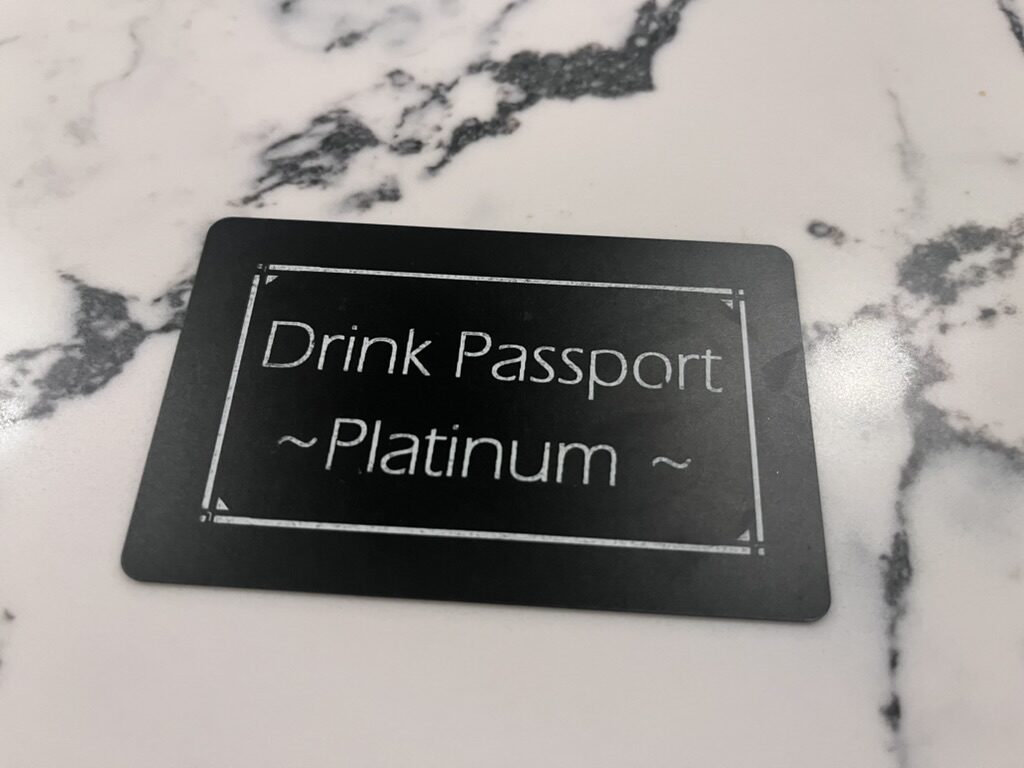 Drink Passport
~Platinum ~